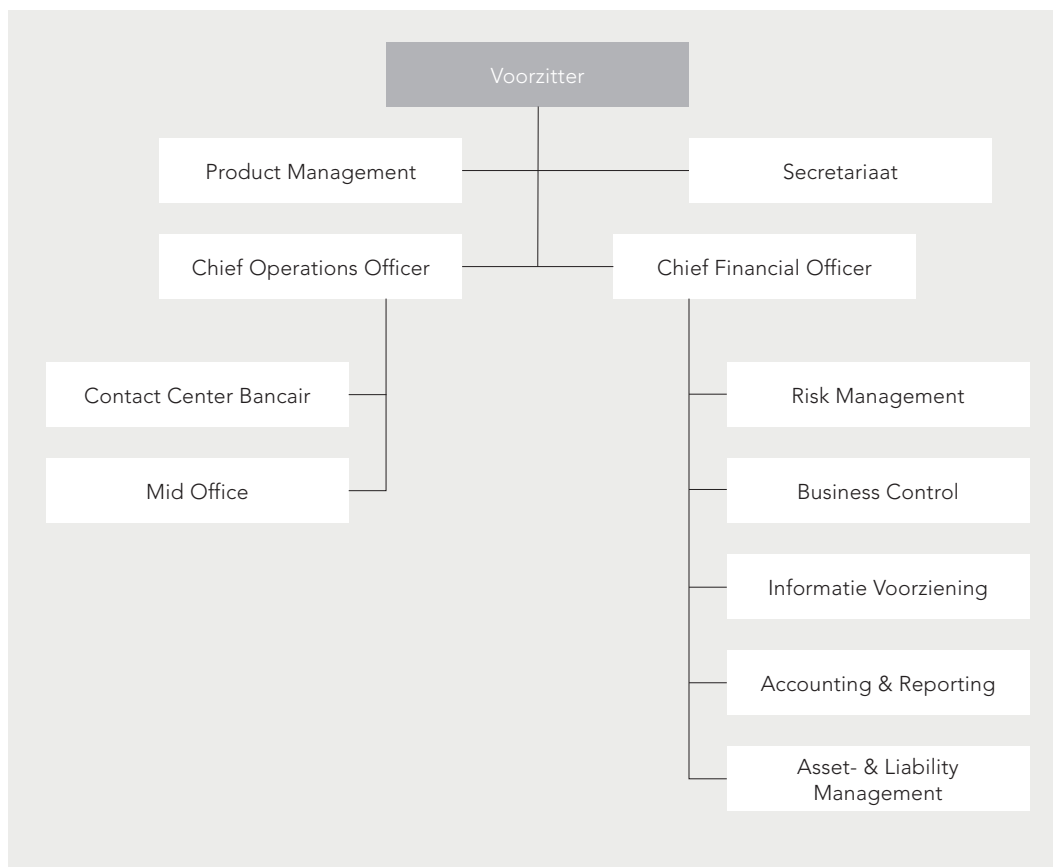 Voorzitter
Product Management
Secretariaat
Chief Operations Officer
Chief Financial Officer
Contact Center Bancair
Risk Management
Mid Office
Business Control
Informatie Voorziening
Accounting & Reporting
Asset- & Liability
Management